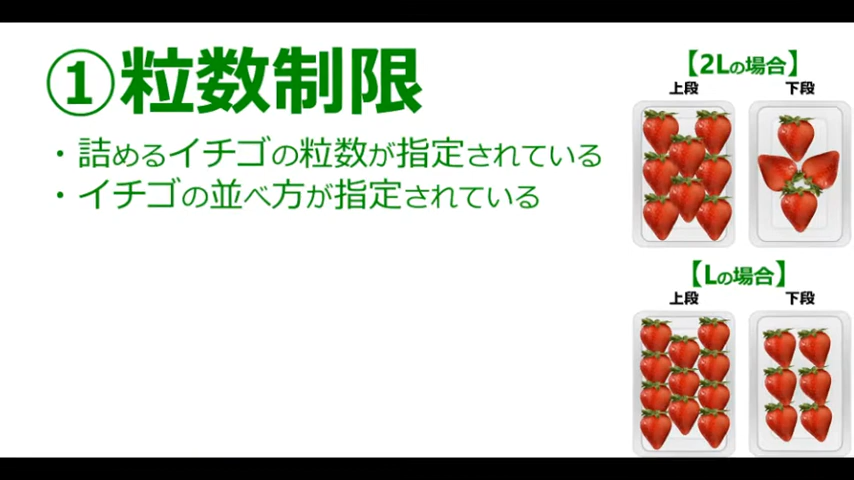 ①粒数制限
・詰めるイチゴの粒数が指定されている
・イチゴの並べ方が指定されている
【2Lの場合】
上段 下段
【Lの場合】
上段 下段